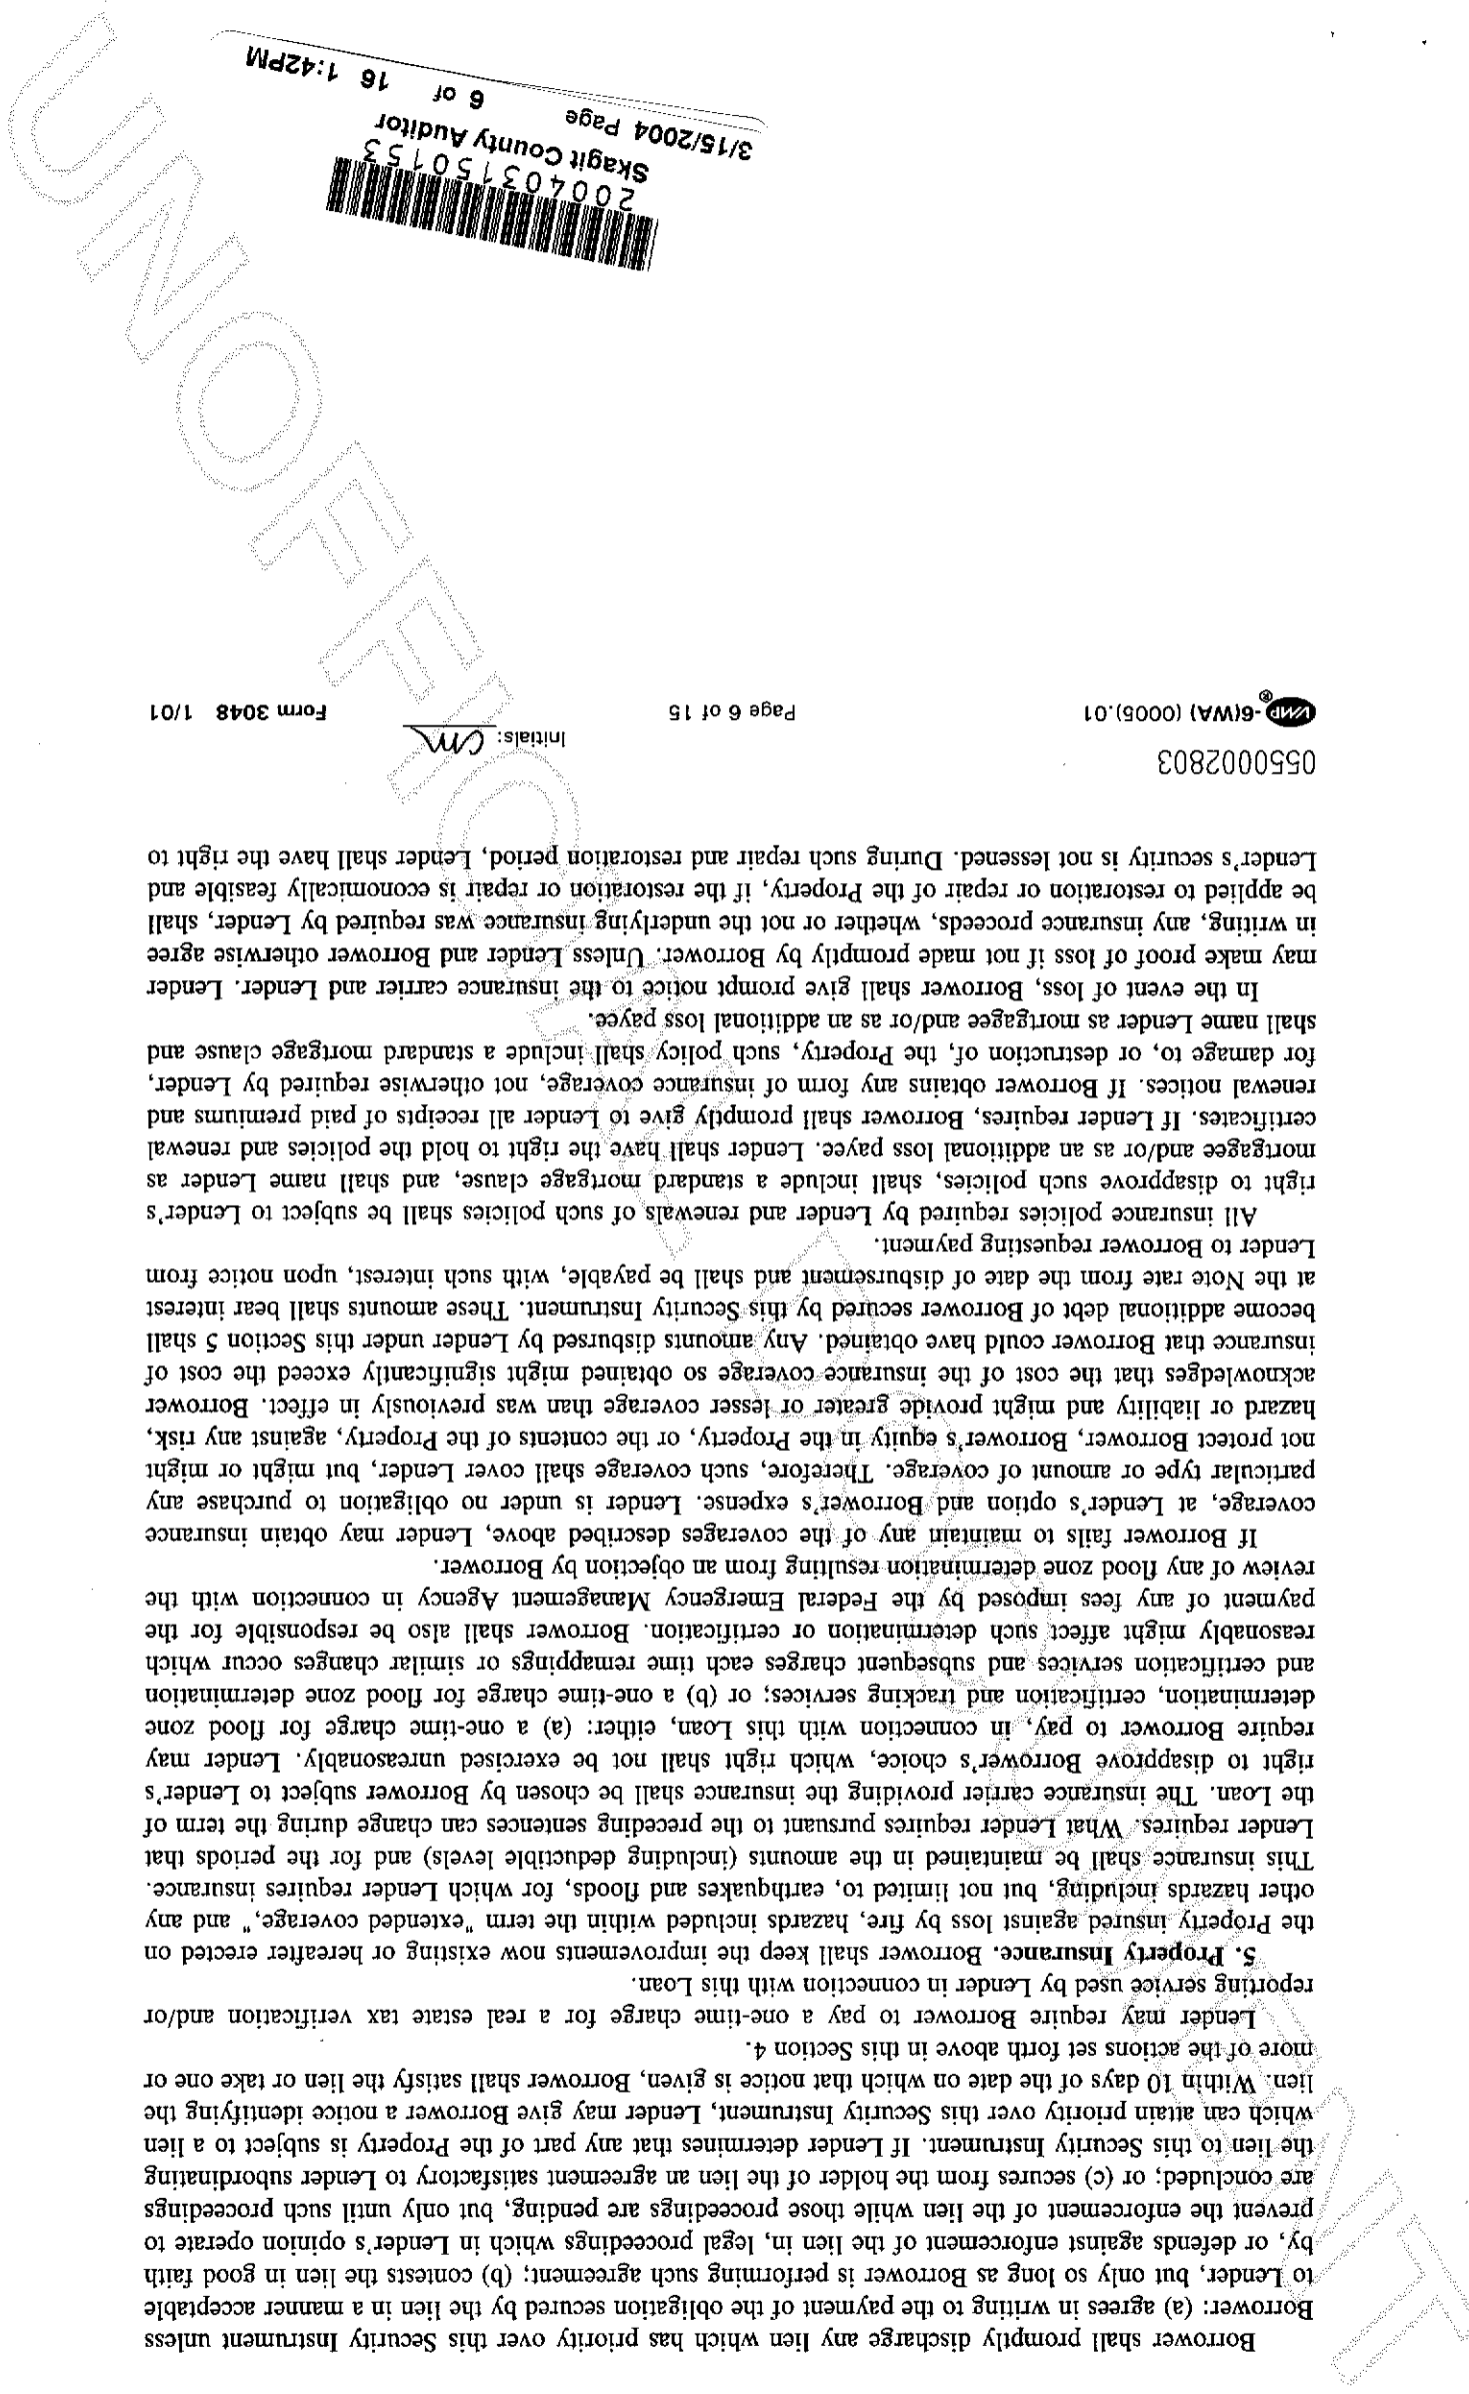 Borrower shall promptly discharge any lien which has priority over this Security Instrument unless
Borrower: (a) agrees in writing to the payment of the obligation secured by the lien in a manner acceptable
to Lender, but only so long as Borrower is performing such agreement; (b) contests the lien in good faith
by, or defends against enforcement of the lien in, legal proceedings which in Lender's opinion operate to
prevent the enforcement of the lien while those proceedings are pending, but only until such proceedings
are concluded; or (c) secures from the holder of the lien an agreement satisfactory to Lender subordinating
the lien to this Security Instrument. If Lender determines that any part of the Property is subject to a lien
which can attain priority over this Security Instrument, Lender may give Borrower a notice identifying the
lien. Within 10 days of the date on which that notice is given, Borrower shall satisfy the lien or take one or
more of the actions set forth above in this Section 4.
Lender may require Borrower to pay a one-time charge for a real estate tax verification and/or
reporting service used by Lender in connection with this Loan.
5. Property Insurance. Borrower shall keep the improvements now existing or hereafter erected on
the Property insured against loss by fire, hazards included within the term "extended coverage," and any
other hazards including, but not limited to, earthquakes and floods, for which Lender requires insurance.
This insurance shall be maintained in the amounts (including deductible levels) and for the periods that
Lender requires. What Lender requires pursuant to the preceding sentences can change during the term of
the Loan. The insurance carrier providing the insurance shall be chosen by Borrower subject to Lender's
right to disapprove Borrower's choice, which right shall not be exercised unreasonably. Lender may
require Borrower to pay, in connection with this Loan, either: (a) a one-time charge for flood zone
determination, certification and tracking services; or (b) a one-time charge for flood zone determination
and certification services and subsequent charges each time remappings or similar changes occur which
reasonably might affect such determination or certification. Borrower shall also be responsible for the
payment of any fees imposed by the Federal Emergency Management Agency in connection with the
review of any flood zone determination resulting from an objection by Borrower.
If Borrower fails to maintain any of the coverages described above, Lender may obtain insurance
coverage, at Lender's option and Borrower's expense. Lender is under no obligation to purchase any
particular type or amount of coverage. Therefore, such coverage shall cover Lender, but might or might
not protect Borrower, Borrower's equity in the Property, or the contents of the Property, against any risk,
hazard or liability and might provide greater or lesser coverage than was previously in effect. Borrower
acknowledges that the cost of the insurance coverage so obtained might significantly exceed the cost of
insurance that Borrower could have obtained. Any amounts disbursed by Lender under this Section 5 shall
become additional debt of Borrower secured by this Security Instrument. These amounts shall bear interest
at the Note rate from the date of disbursement and shall be payable, with such interest, upon notice from
Lender to Borrower requesting payment.
All insurance policies required by Lender and renewals of such policies shall be subject to Lender's
right to disapprove such policies, shall include a standard mortgage clause, and shall name Lender as
mortgagee and/or as an additional loss payee. Lender shall have the right to hold the policies and renewal
certificates. If Lender requires, Borrower shall promptly give to Lender all receipts of paid premiums and
renewal notices. If Borrower obtains any form of insurance coverage, not otherwise required by Lender,
for damage to, or destruction of, the Property, such policy shall include a standard mortgage clause and
shall name Lender as mortgagee and/or as an additional loss payee.
In the event of loss, Borrower shall give prompt notice to the insurance carrier and Lender. Lender
may make proof of loss if not made promptly by Borrower. Unless Lender and Borrower otherwise agree
in writing, any insurance proceeds, whether or not the underlying insurance was required by Lender, shall
be applied to restoration or repair of the Property, if the restoration or repair is economically feasible and
Lender's security is not lessened. During such repair and restoration period, Lender shall have the right to
0550002803
Initials: cm
VMP®-6(WA) (0005).01 Page 6 of 15 Form 3048 1/01
200403150153
Skagit County Auditor
3/15/2004 Page 6 of 16 1:42PM
UNOFFICIAL DOCUMENT